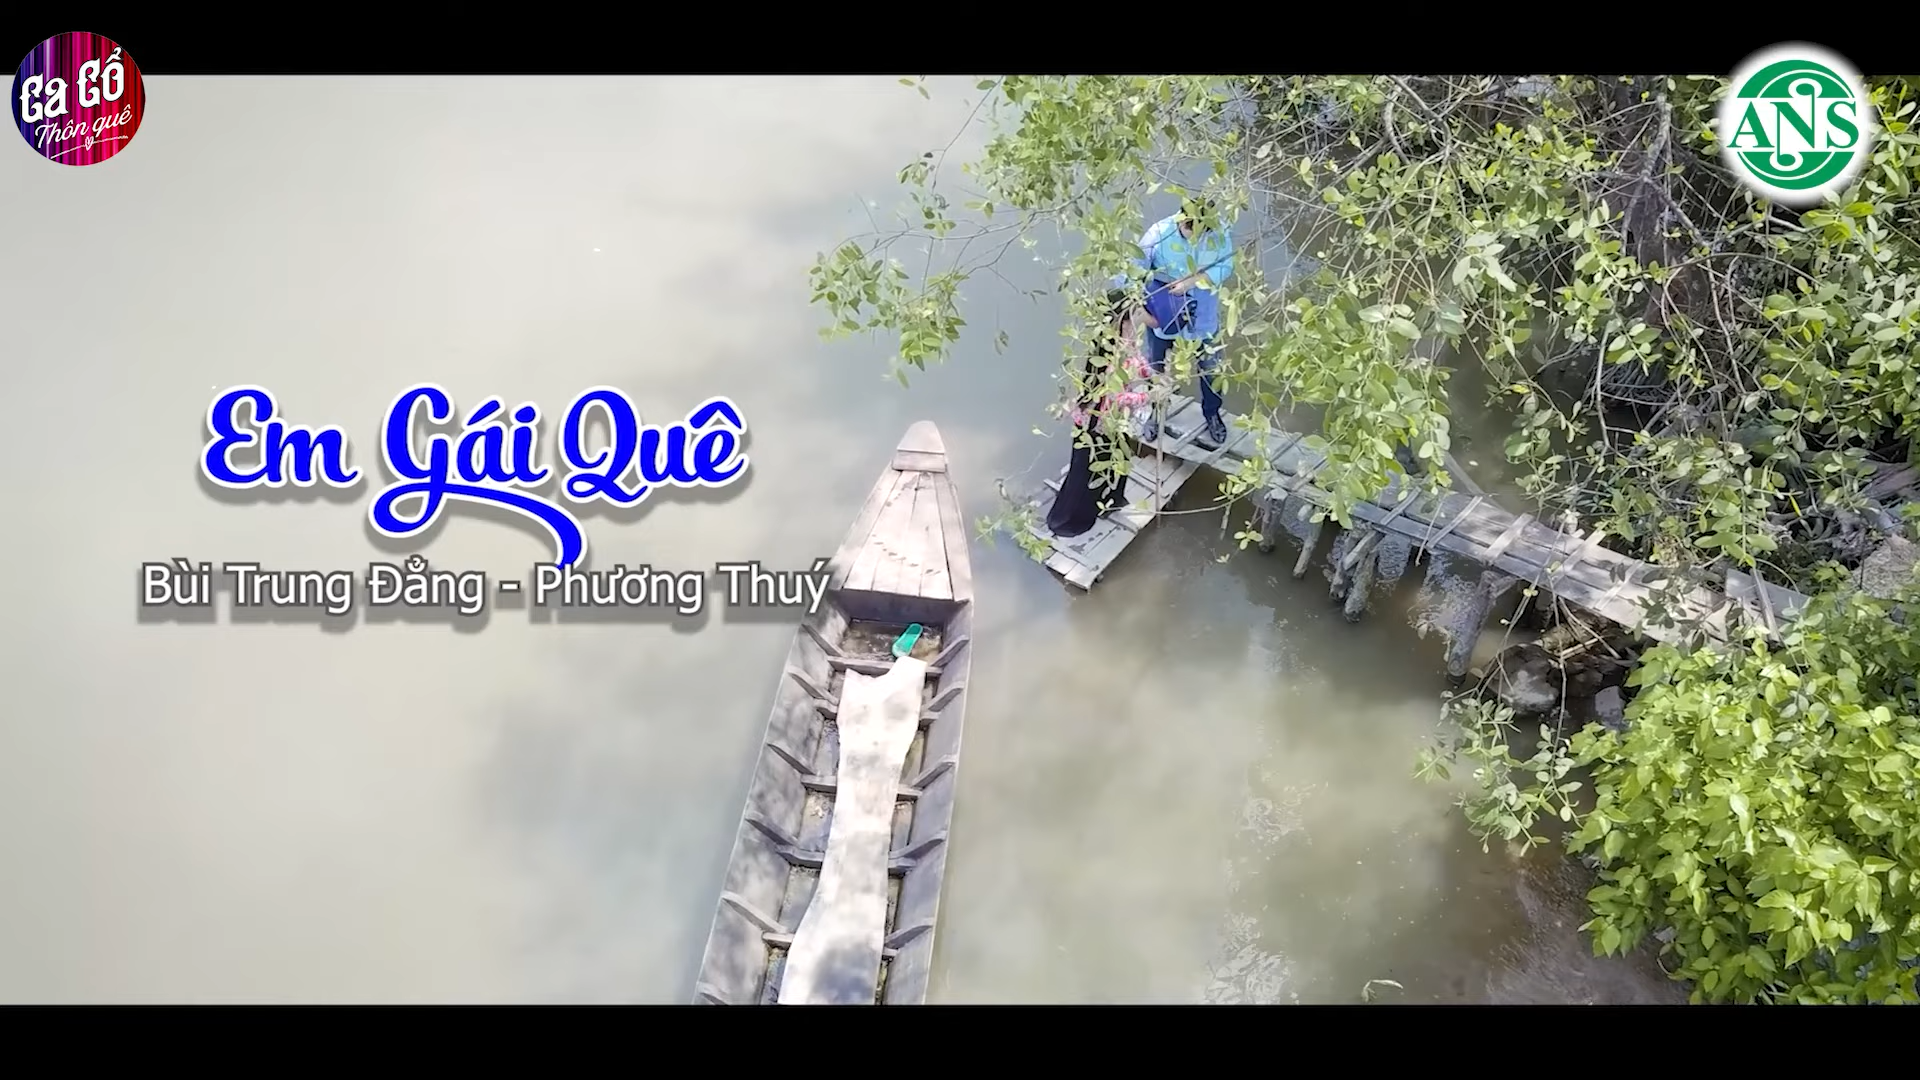 Ca Cổ
Thôn quê
ANS
Em Gái Quê
Bùi Trung Đẳng - Phương Thuý